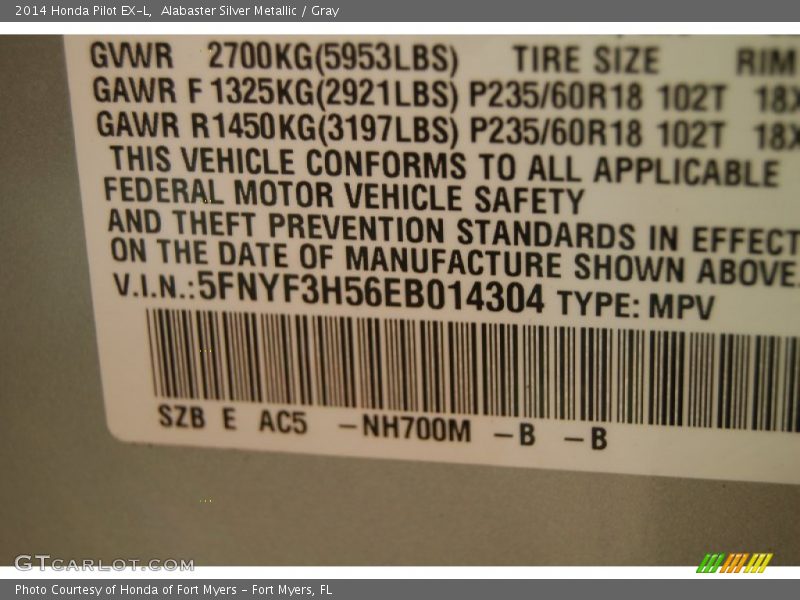 2014 Honda Pilot EX-L, Alabaster Silver Metallic / Gray
GVWR 2700KG(5953LBS) TIRE SIZE RIM
GAWR F 1325KG(2921LBS) P235/60R18 102T 18X
GAWR R1450KG(3197LBS) P235/60R18 102T 18X
THIS VEHICLE CONFORMS TO ALL APPLICABLE
FEDERAL MOTOR VEHICLE SAFETY
AND THEFT PREVENTION STANDARDS IN EFFECT
ON THE DATE OF MANUFACTURE SHOWN ABOVE.
V.I.N.:5FNYF3H56EB014304 TYPE: MPV
SZB E AC5 –NH700M –B –B
GTCARLOT.COM
Photo Courtesy of Honda of Fort Myers – Fort Myers, FL